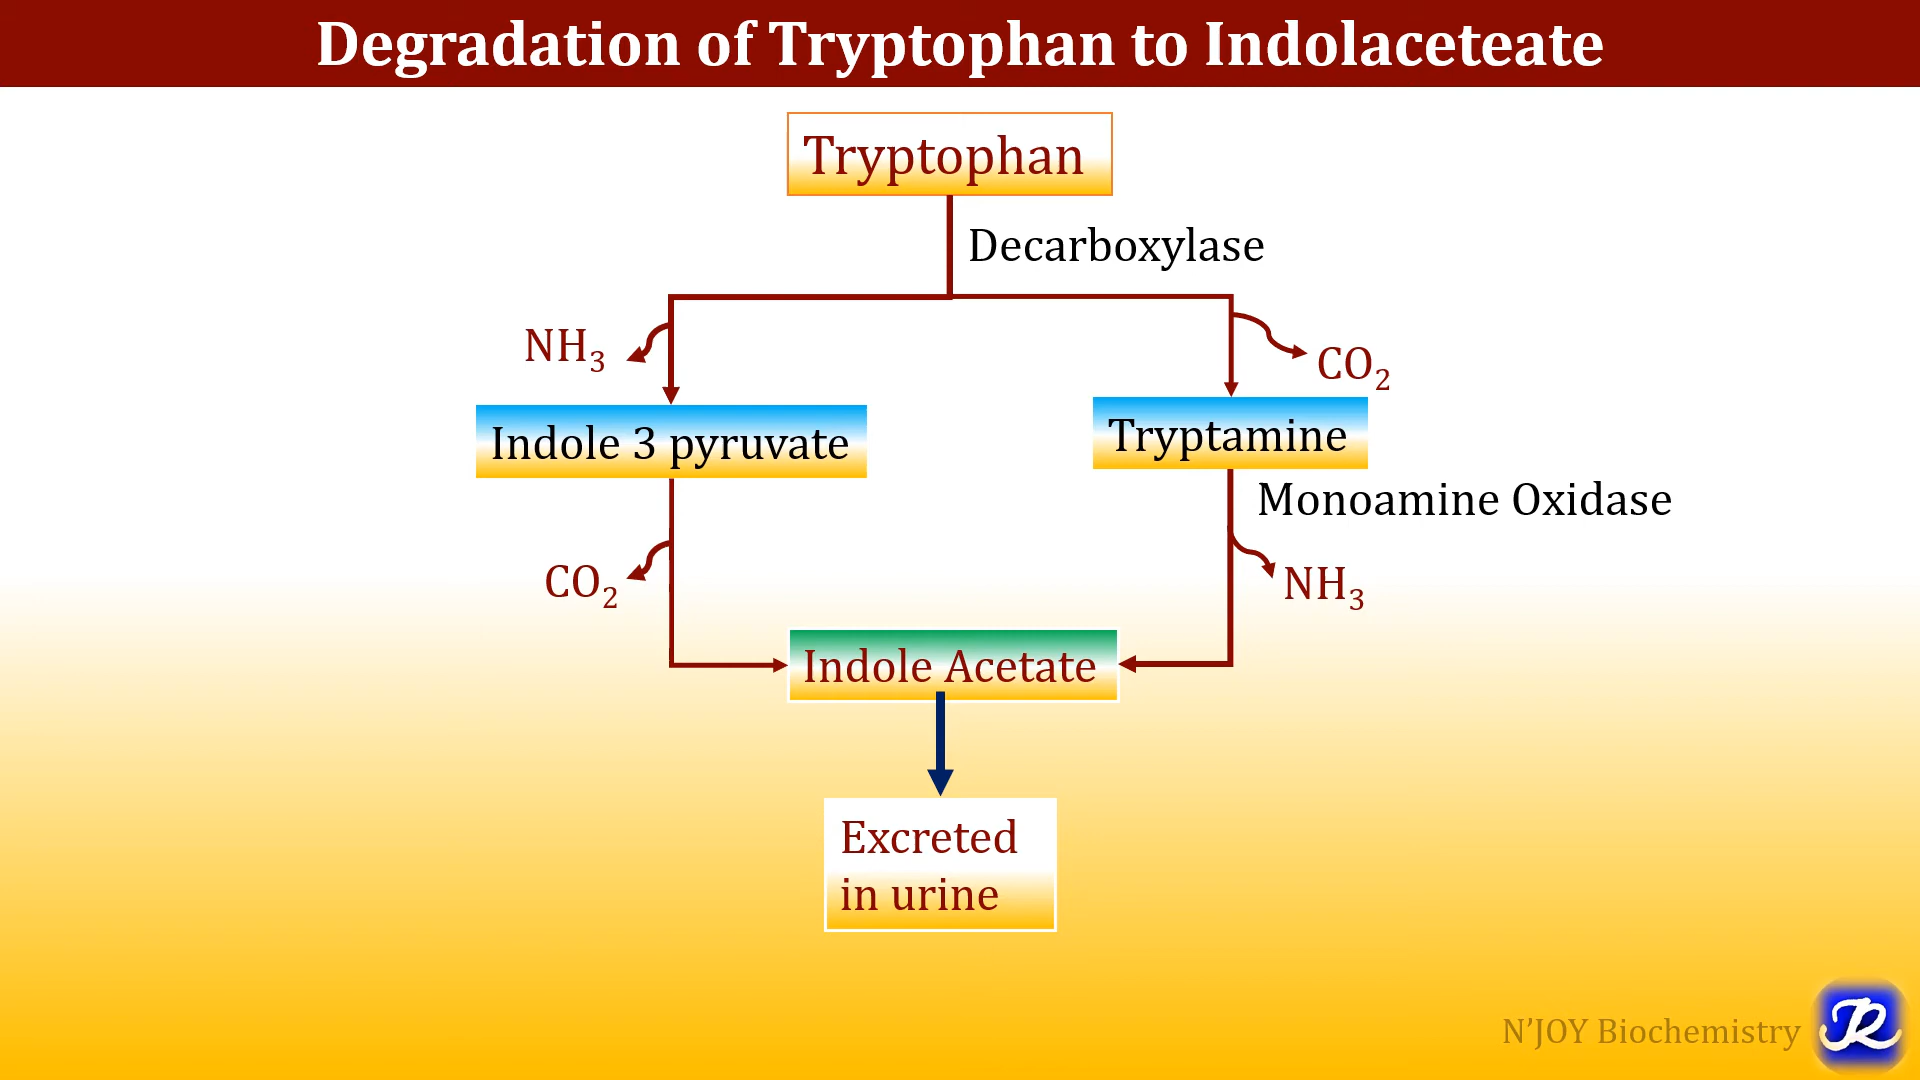 Degradation of Tryptophan to Indolaceteate
Tryptophan
Decarboxylase
NH₃
CO₂
Indole 3 pyruvate
Tryptamine
Monoamine Oxidase
CO₂
NH₃
Indole Acetate
Excreted
in urine
N'JOY Biochemistry
R